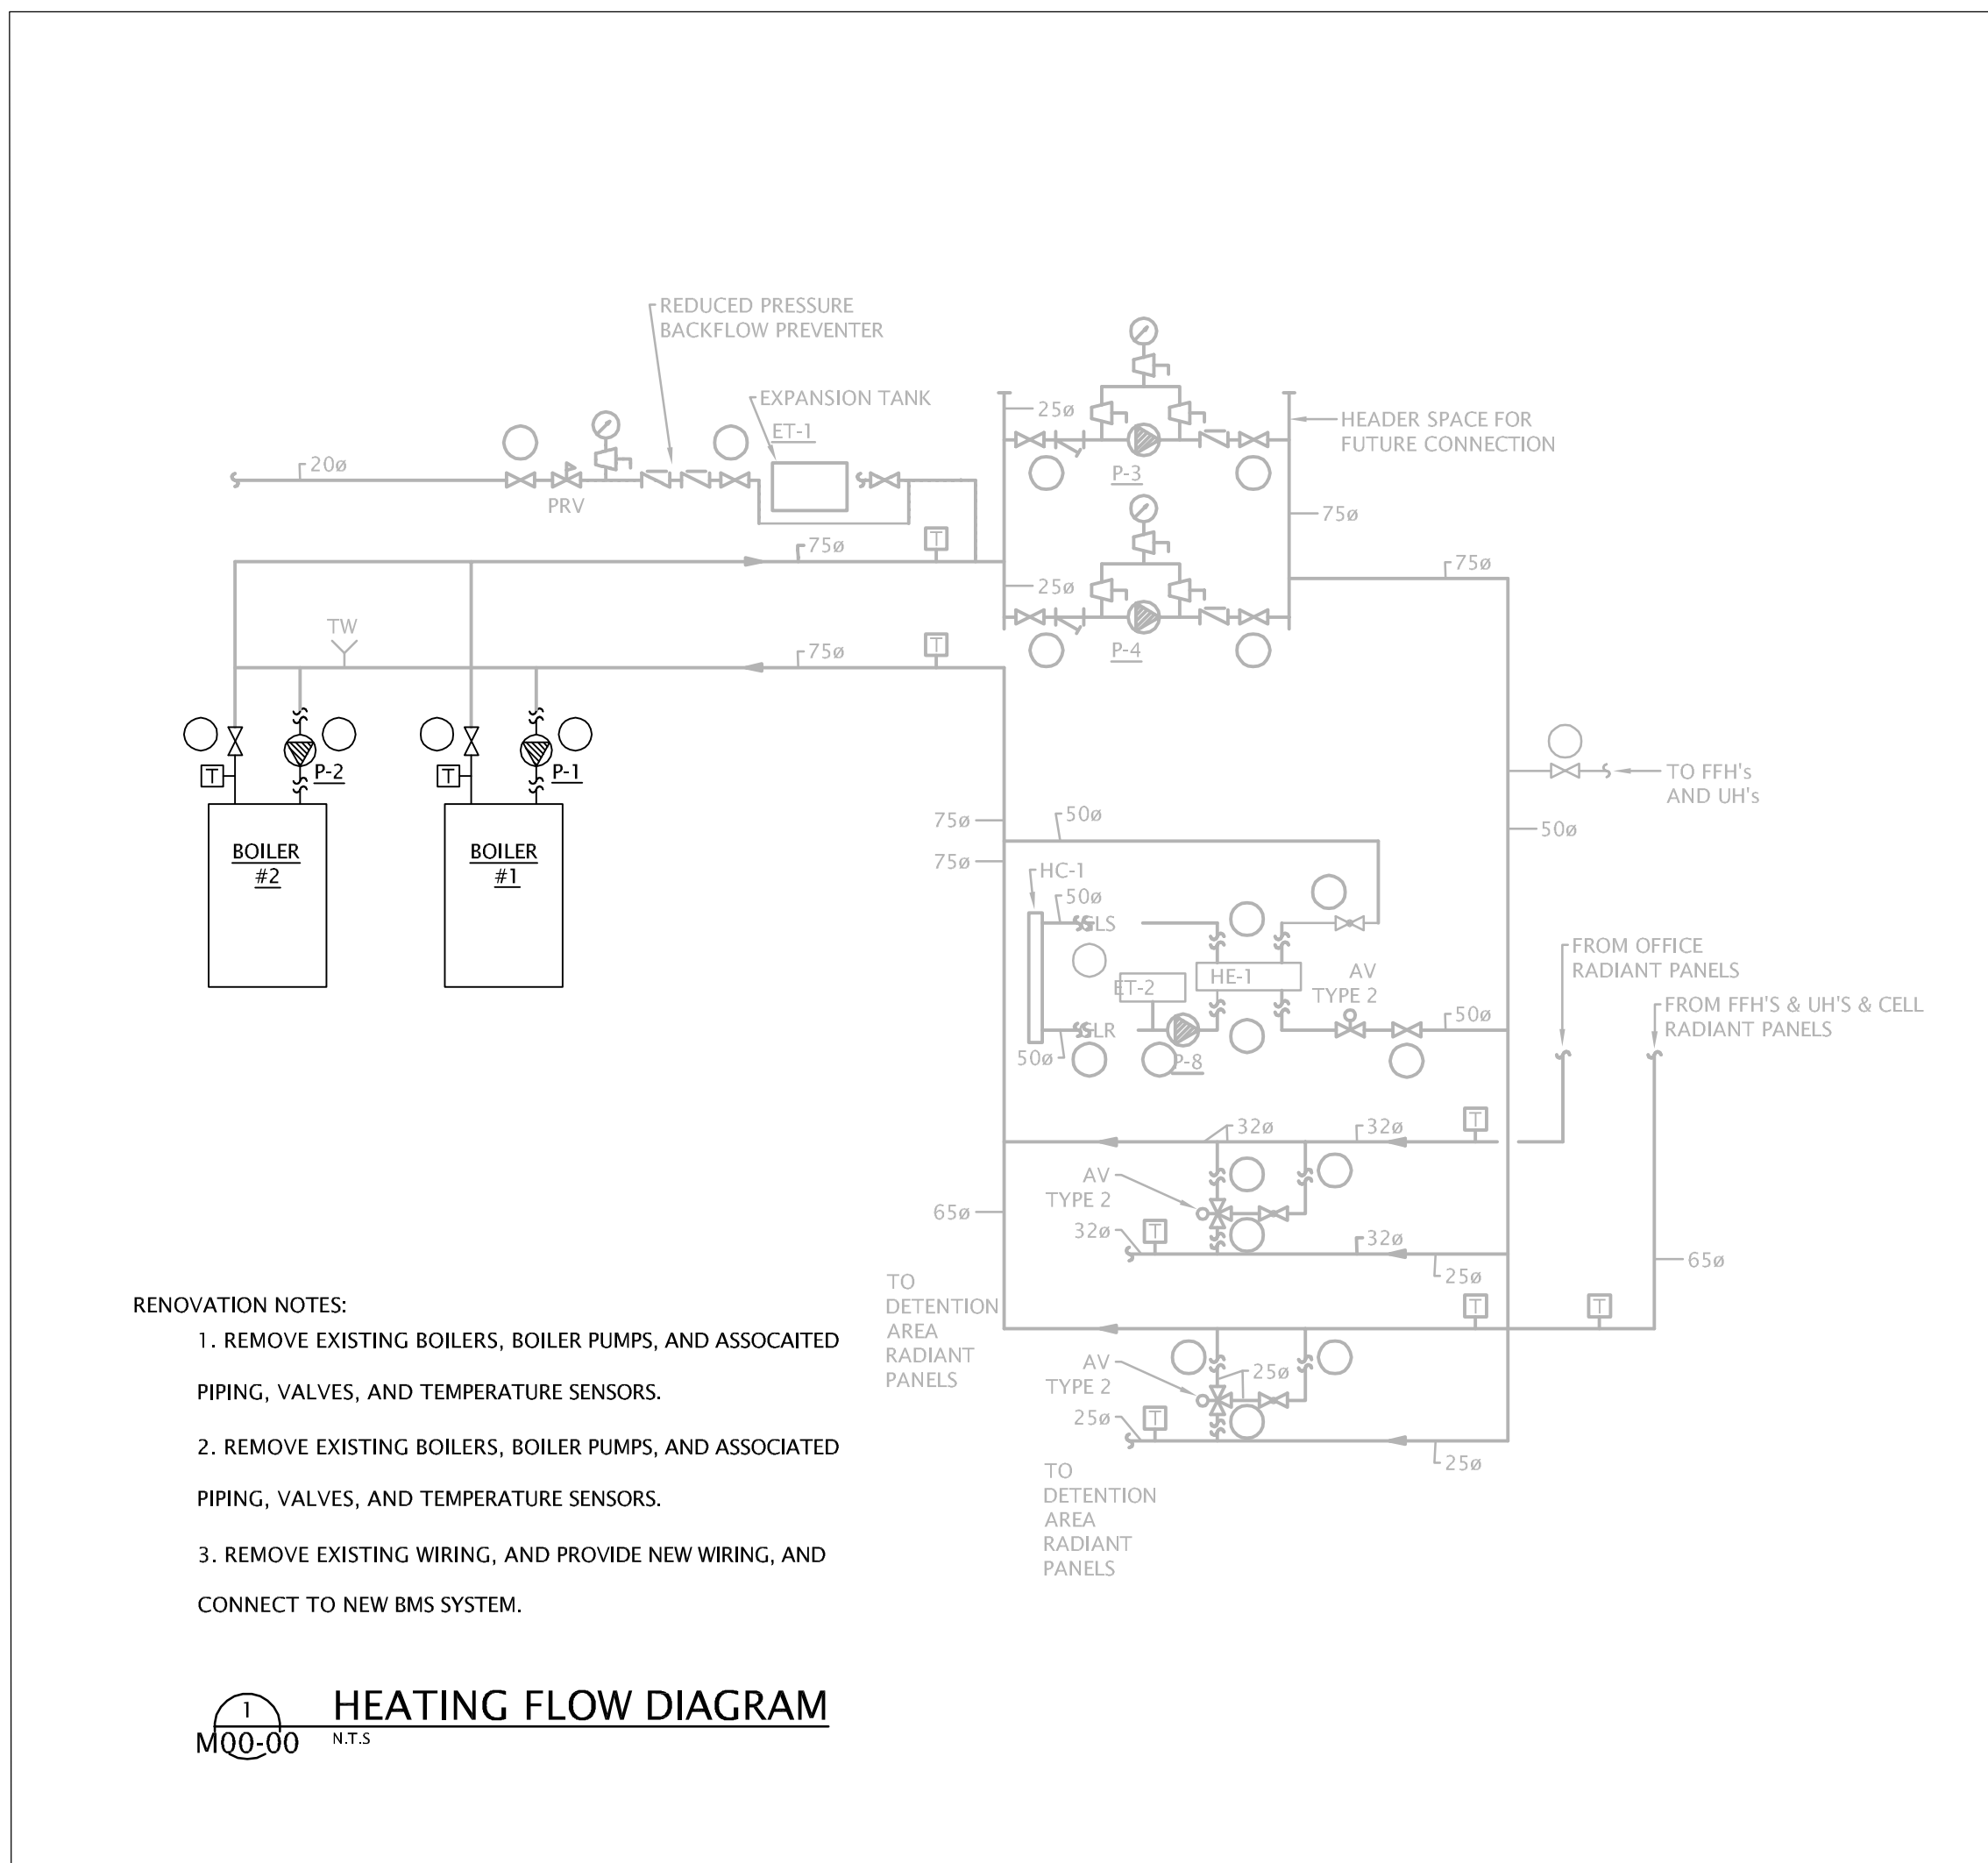 REDUCED PRESSURE
BACKFLOW PREVENTER
EXPANSION TANK
ET-1
25ø
HEADER SPACE FOR
FUTURE CONNECTION
20ø
PRV
P-3
75ø
T
75ø
75ø
25ø
TW
T
75ø
P-4
T
P-2
T
P-1
TO FFH's
AND UH's
BOILER
#2
BOILER
#1
75ø
50ø
50ø
75ø
HC-1
50ø
GLS
FROM OFFICE
RADIANT PANELS
ET-2
HE-1
AV
TYPE 2
FROM FFH'S & UH'S & CELL
RADIANT PANELS
50ø
GLR
50ø
P-8
T
32ø
32ø
AV
TYPE 2
65ø
32ø
T
32ø
25ø
65ø
TO
DETENTION
AREA
RADIANT
PANELS
T
T
AV
TYPE 2
25ø
25ø
T
25ø
TO
DETENTION
AREA
RADIANT
PANELS
RENOVATION NOTES:
1. REMOVE EXISTING BOILERS, BOILER PUMPS, AND ASSOCAITED
PIPING, VALVES, AND TEMPERATURE SENSORS.
2. REMOVE EXISTING BOILERS, BOILER PUMPS, AND ASSOCIATED
PIPING, VALVES, AND TEMPERATURE SENSORS.
3. REMOVE EXISTING WIRING, AND PROVIDE NEW WIRING, AND
CONNECT TO NEW BMS SYSTEM.
1
M00-00
HEATING FLOW DIAGRAM
N.T.S